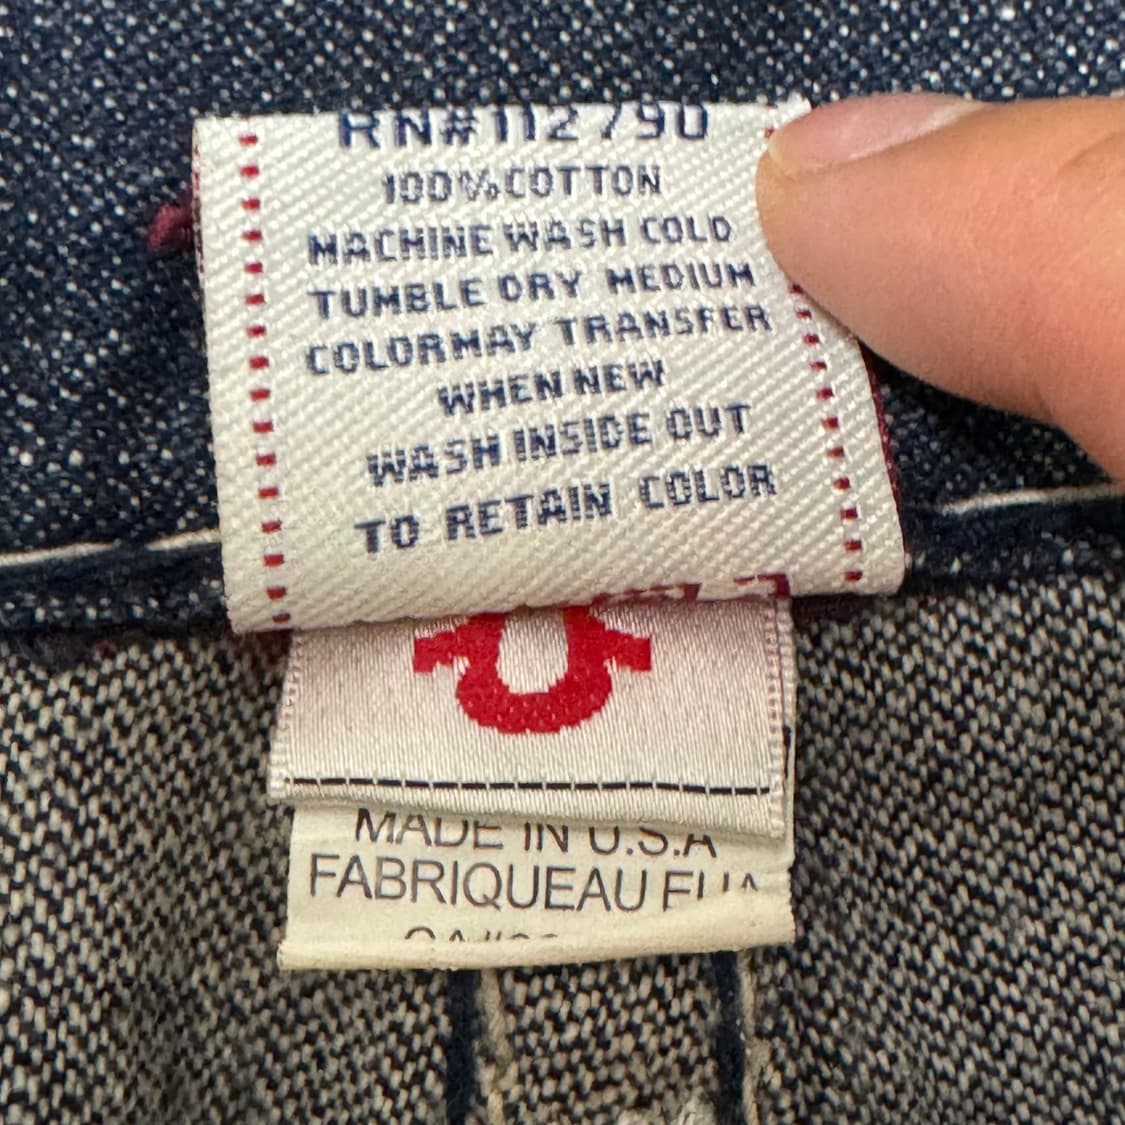 RN#112790
100%COTTON
MACHINE WASH COLD
TUMBLE DRY MEDIUM
COLORMAY TRANSFER
WHEN NEW
WASH INSIDE OUT
TO RETAIN COLOR
MADE IN U.S.A
FABRIQUEAU